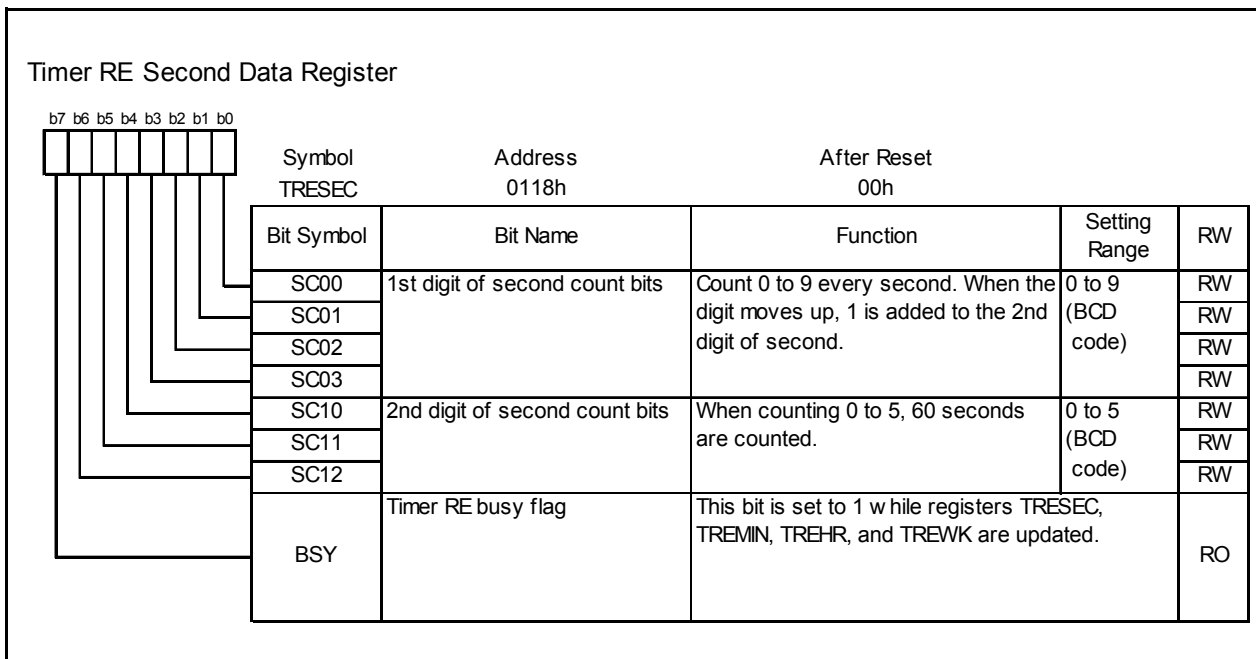 Timer RE Second Data Register
b7 b6 b5 b4 b3 b2 b1 b0
Symbol Address After Reset
TRESEC 0118h 00h
Bit Symbol Bit Name Function Setting Range RW
SC00 1st digit of second count bits Count 0 to 9 every second. When the 0 to 9 RW
SC01 digit moves up, 1 is added to the 2nd (BCD RW
SC02 digit of second. code) RW
SC03 RW
SC10 2nd digit of second count bits When counting 0 to 5, 60 seconds 0 to 5 RW
SC11 are counted. (BCD RW
SC12 code) RW
Timer RE busy flag This bit is set to 1 w hile registers TRESEC,
TREMIN, TREHR, and TREWK are updated.
BSY RO